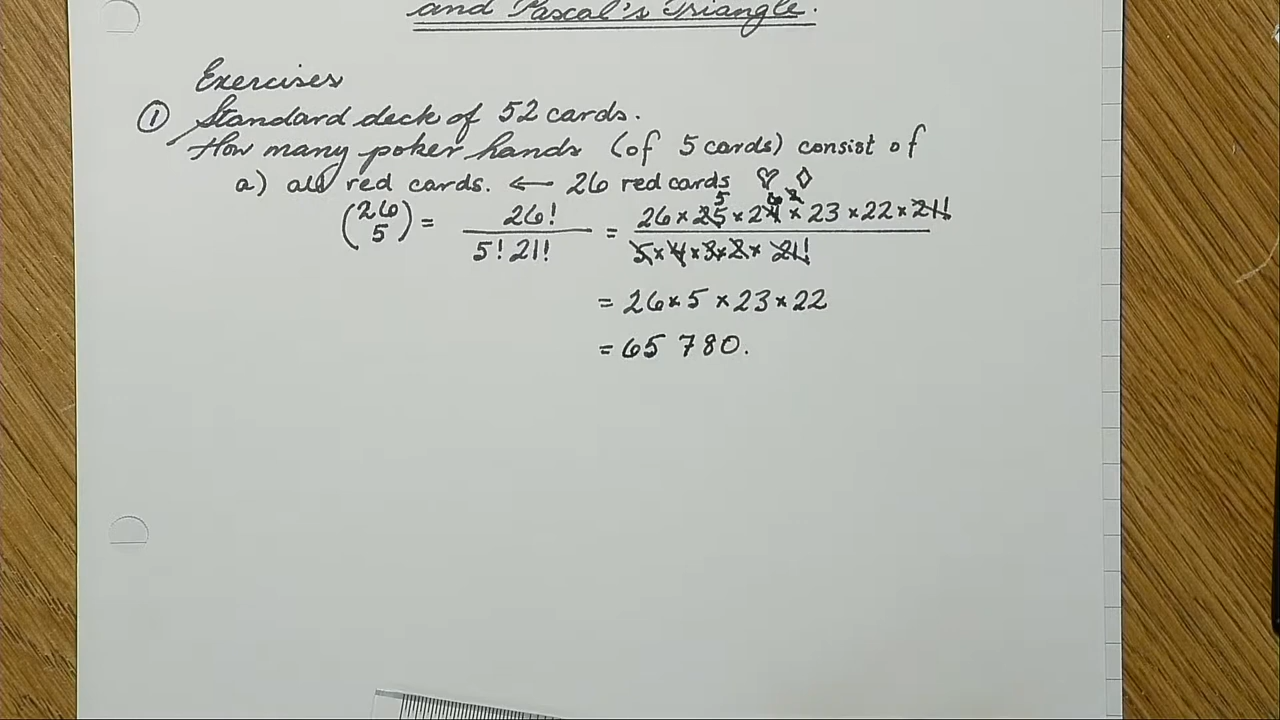 and Pascal's Triangle.
Exercises
① Standard deck of 52 cards.
How many poker hands (of 5 cards) consist of
a) all red cards. ← 26 red cards ♡ ◇
(26 5) = 26! / 5! 21! = 26 × 25 × 24 × 23 × 22 × 21! / 5 × 4 × 3 × 2 × 21!
= 26 × 5 × 23 × 22
= 65 780.